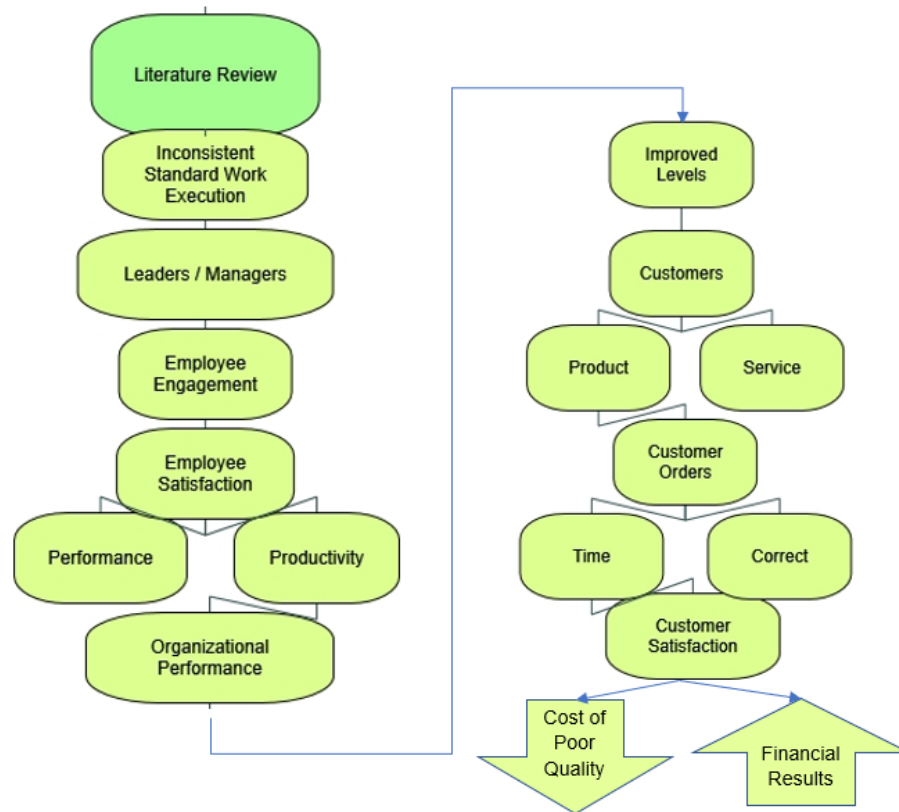 Literature Review
Inconsistent
Standard Work
Execution
Leaders / Managers
Employee
Engagement
Employee
Satisfaction
Performance
Productivity
Organizational
Performance
Improved
Levels
Customers
Product
Service
Customer
Orders
Time
Correct
Customer
Satisfaction
Cost of
Poor
Quality
Financial
Results